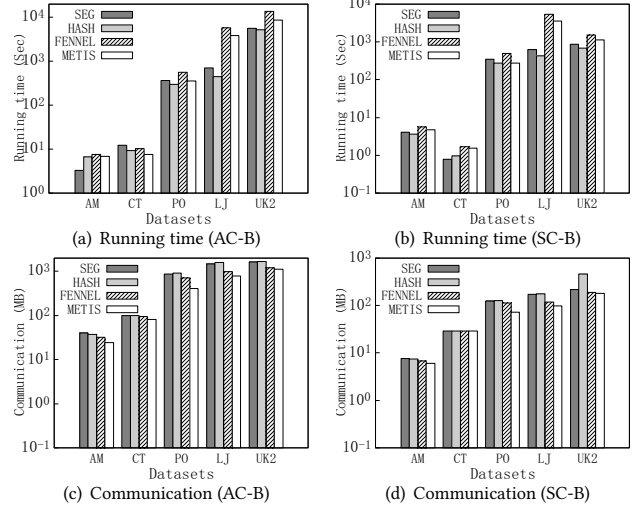 SEG
HASH
FENNEL
METIS
Running time (Sec)
10⁴
10³
10²
10¹
10⁰
AM CT PO LJ UK2
Datasets
(a) Running time (AC-B)
SEG
HASH
FENNEL
METIS
Running time (Sec)
10⁴
10³
10²
10¹
10⁰
10⁻¹
AM CT PO LJ UK2
Datasets
(b) Running time (SC-B)
SEG
HASH
FENNEL
METIS
Communication (MB)
10³
10²
10¹
10⁰
10⁻¹
AM CT PO LJ UK2
Datasets
(c) Communication (AC-B)
SEG
HASH
FENNEL
METIS
Communication (MB)
10³
10²
10¹
10⁰
10⁻¹
AM CT PO LJ UK2
Datasets
(d) Communication (SC-B)